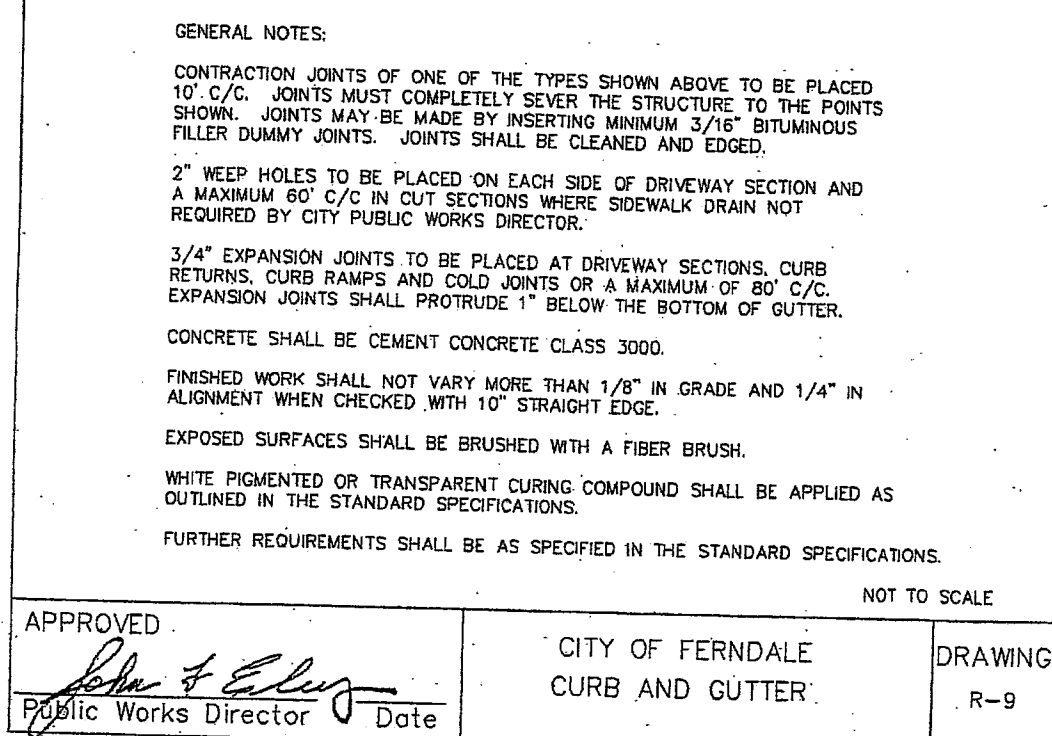 GENERAL NOTES:
CONTRACTION JOINTS OF ONE OF THE TYPES SHOWN ABOVE TO BE PLACED
10' C/C. JOINTS MUST COMPLETELY SEVER THE STRUCTURE TO THE POINTS
SHOWN. JOINTS MAY BE MADE BY INSERTING MINIMUM 3/16" BITUMINOUS
FILLER DUMMY JOINTS. JOINTS SHALL BE CLEANED AND EDGED.
2" WEEP HOLES TO BE PLACED ON EACH SIDE OF DRIVEWAY SECTION AND
A MAXIMUM 60' C/C IN CUT SECTIONS WHERE SIDEWALK DRAIN NOT
REQUIRED BY CITY PUBLIC WORKS DIRECTOR.
3/4" EXPANSION JOINTS TO BE PLACED AT DRIVEWAY SECTIONS, CURB
RETURNS, CURB RAMPS AND COLD JOINTS OR A MAXIMUM OF 80' C/C.
EXPANSION JOINTS SHALL PROTRUDE 1" BELOW THE BOTTOM OF GUTTER.
CONCRETE SHALL BE CEMENT CONCRETE CLASS 3000.
FINISHED WORK SHALL NOT VARY MORE THAN 1/8" IN GRADE AND 1/4" IN
ALIGNMENT WHEN CHECKED WITH 10" STRAIGHT EDGE.
EXPOSED SURFACES SHALL BE BRUSHED WITH A FIBER BRUSH.
WHITE PIGMENTED OR TRANSPARENT CURING COMPOUND SHALL BE APPLIED AS
OUTLINED IN THE STANDARD SPECIFICATIONS.
FURTHER REQUIREMENTS SHALL BE AS SPECIFIED IN THE STANDARD SPECIFICATIONS.
NOT TO SCALE
APPROVED
John F
Public Works Director Date
CITY OF FERNDALE
CURB AND GUTTER
DRAWING
R-9